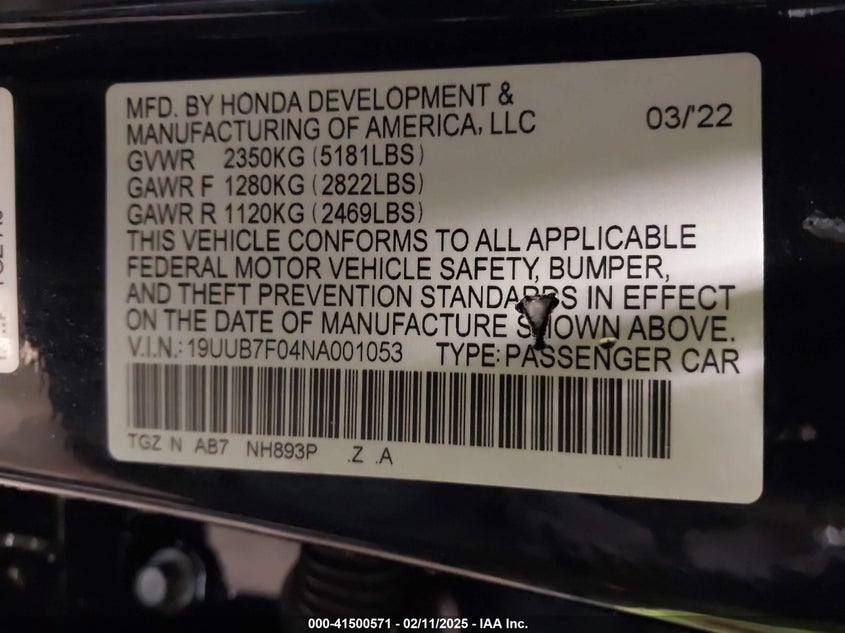 MFD. BY HONDA DEVELOPMENT &
MANUFACTURING OF AMERICA, LLC 03/'22
GVWR 2350KG (5181LBS)
GAWR F 1280KG (2822LBS)
GAWR R 1120KG (2469LBS)
THIS VEHICLE CONFORMS TO ALL APPLICABLE
FEDERAL MOTOR VEHICLE SAFETY, BUMPER,
AND THEFT PREVENTION STANDARDS IN EFFECT
ON THE DATE OF MANUFACTURE SHOWN ABOVE.
V.I.N.: 19UUB7F04NA001053 TYPE: PASSENGER CAR
TGZ N AB7 NH893P .Z .A
000-41500571 - 02/11/2025 - IAA Inc.